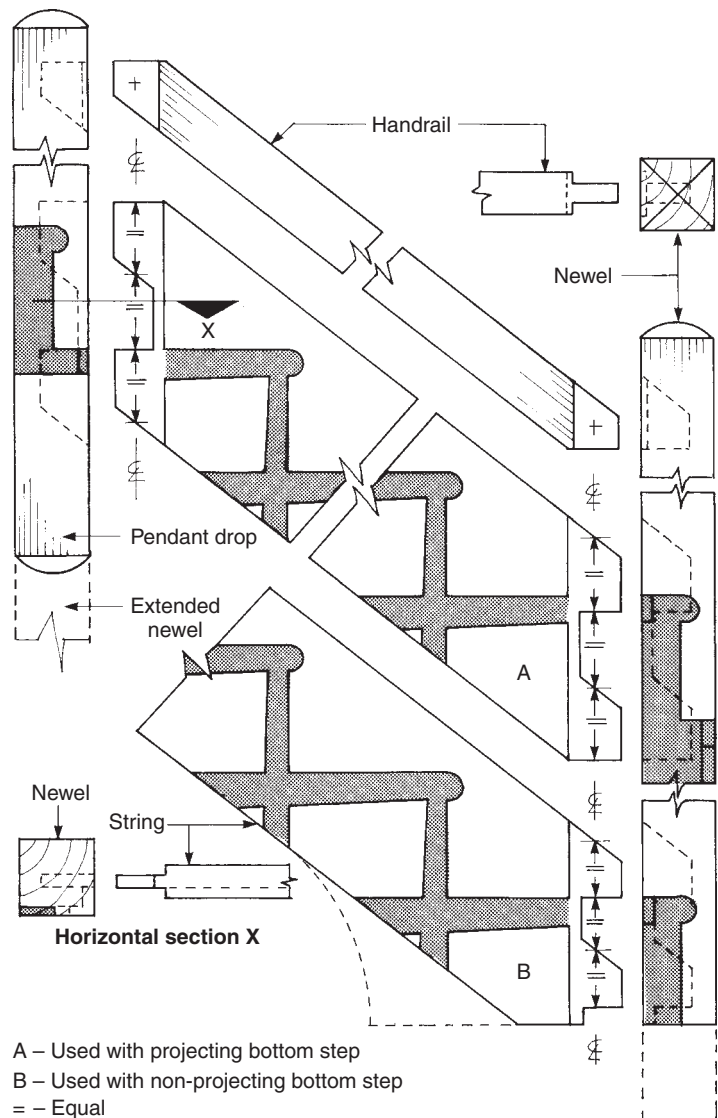 Handrail
Newel
X
Pendant drop
Extended
newel
A
Newel
String
Horizontal section X
B
A – Used with projecting bottom step
B – Used with non-projecting bottom step
= – Equal